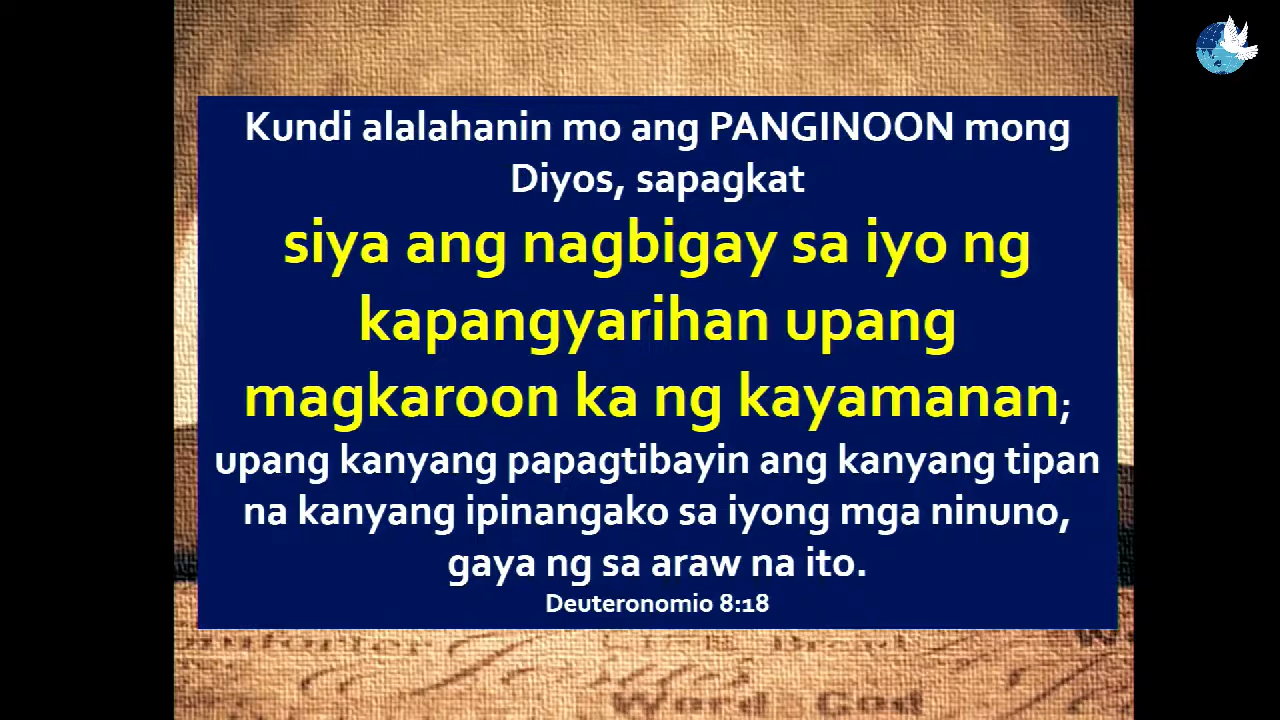 Kundi alalahanin mo ang PANGINOON mong
Diyos, sapagkat
siya ang nagbigay sa iyo ng
kapangyarihan upang
magkaroon ka ng kayamanan;
upang kanyang papagtibayin ang kanyang tipan
na kanyang ipinangako sa iyong mga ninuno,
gaya ng sa araw na ito.
Deuteronomio 8:18
Word God